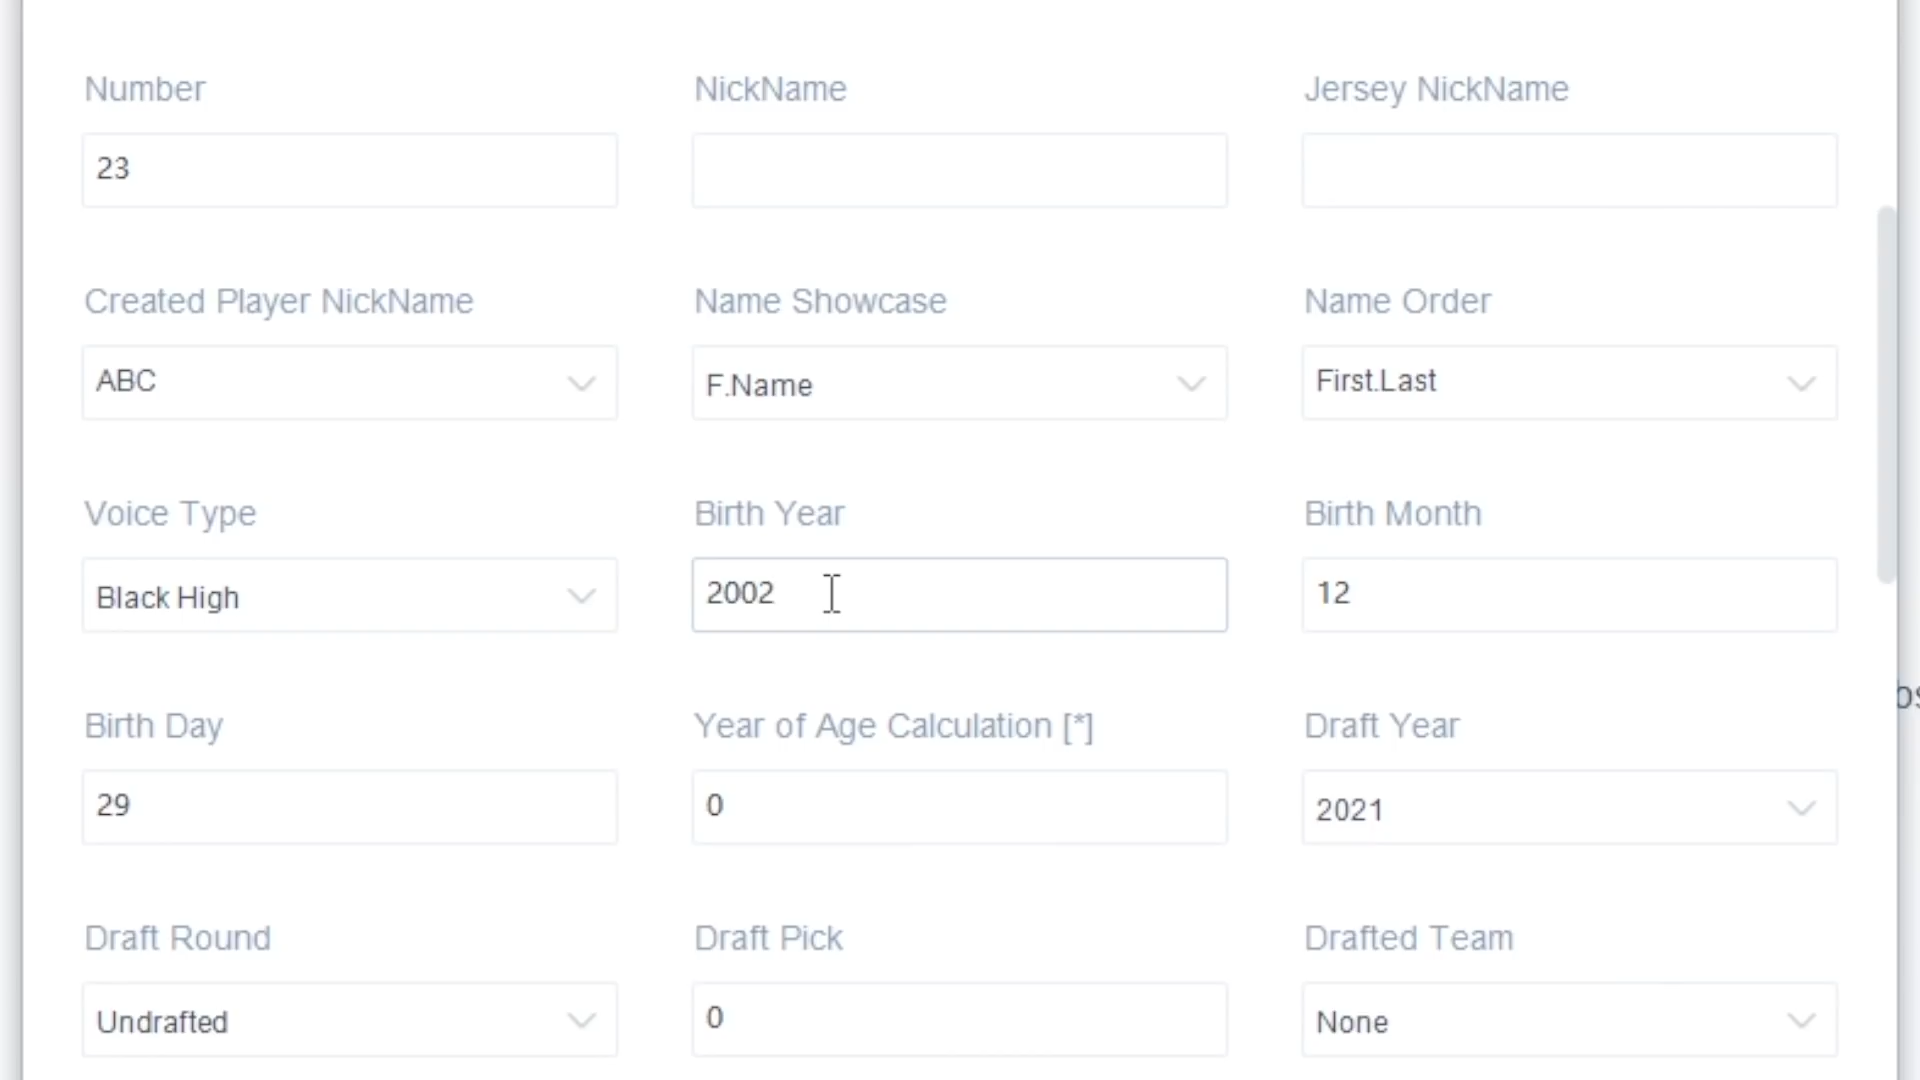 Number NickName Jersey NickName
23
Created Player NickName Name Showcase Name Order
ABC F.Name First.Last
Voice Type Birth Year Birth Month
Black High 2002 12
Birth Day Year of Age Calculation [*] Draft Year
29 0 2021
Draft Round Draft Pick Drafted Team
Undrafted 0 None